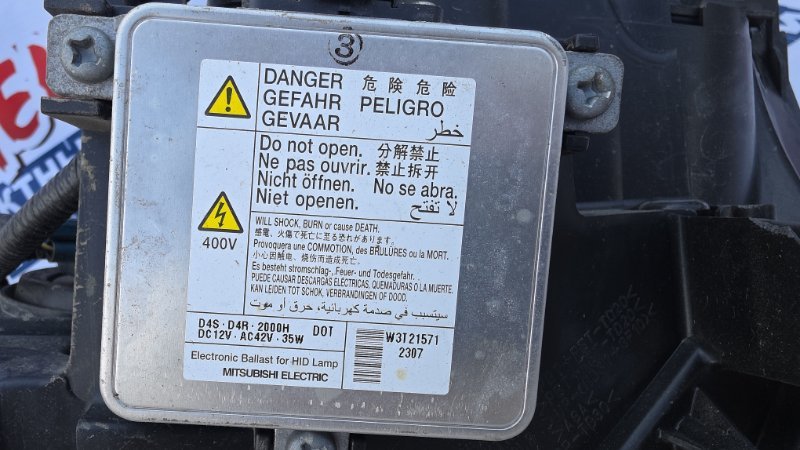 3
DANGER 危 険 危 险
GEFAHR PELIGRO
GEVAAR خطر
Do not open. 分解禁止
Ne pas ouvrir. 禁止拆开
Nicht öffnen. No se abra.
Niet openen. لا تفتح
400V
WILL SHOCK, BURN or cause DEATH.
感電、火傷で死亡に至る恐れがあります。
Provoquera une COMMOTION, des BRULURES ou la MORT.
小心因触电、烧伤而造成死亡。
Es besteht stromschlag-, Feuer- und Todesgefahr.
PUEDE CAUSAR DESCARGAS ELÉCTRICAS, QUEMADURAS O LA MUERTE.
KAN LEIDEN TOT SCHOK, VERBRANDINGEN OF DOOD.
سيتسبب في صدمة كهربائية، حرق أو موت
D4S・D4R・2000H DOT
DC12V・AC42V・35W
W3T21571
2307
Electronic Ballast for HID Lamp
MITSUBISHI ELECTRIC